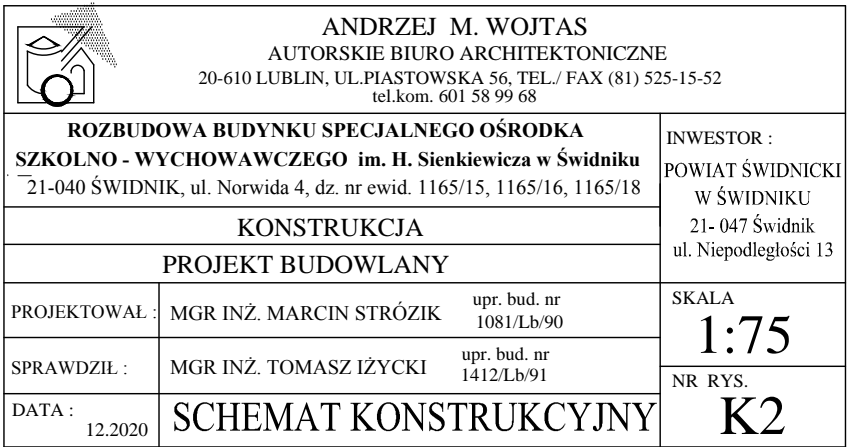 ANDRZEJ M. WOJTAS
AUTORSKIE BIURO ARCHITEKTONICZNE
20-610 LUBLIN, UL.PIASTOWSKA 56, TEL./ FAX (81) 525-15-52
tel.kom. 601 58 99 68
ROZBUDOWA BUDYNKU SPECJALNEGO OŚRODKA
SZKOLNO - WYCHOWAWCZEGO im. H. Sienkiewicza w Świdniku
21-040 ŚWIDNIK, ul. Norwida 4, dz. nr ewid. 1165/15, 1165/16, 1165/18
INWESTOR :
POWIAT ŚWIDNICKI
W ŚWIDNIKU
21- 047 Świdnik
ul. Niepodległości 13
KONSTRUKCJA
PROJEKT BUDOWLANY
PROJEKTOWAŁ :
MGR INŻ. MARCIN STRÓZIK
upr. bud. nr
1081/Lb/90
SKALA
1:75
SPRAWDZIŁ :
MGR INŻ. TOMASZ IŻYCKI
upr. bud. nr
1412/Lb/91
NR RYS.
K2
DATA :
12.2020
SCHEMAT KONSTRUKCYJNY